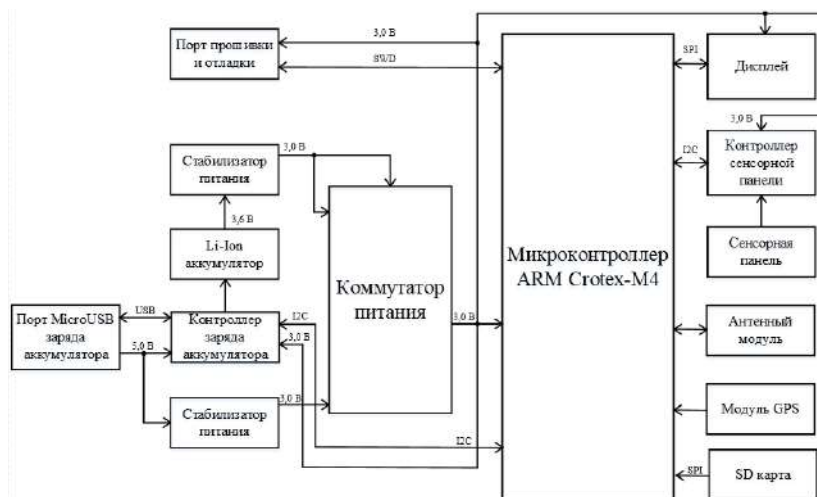 3,0 В
Порт прошивки
и отладки
SWD
SPI
Дисплей
3,0 В
Стабилизатор
питания
3,0 В
I2C
Контроллер
сенсорной
панели
3,6 В
Li-Ion
аккумулятор
Коммутатор
питания
Микроконтроллер
ARM Crotex-M4
Сенсорная
панель
Порт MicroUSB
заряда
аккумулятора
USB
5,0 В
Контроллер
заряда
аккумулятора
I2C
3,0 В
3,0 В
Антенный
модуль
Стабилизатор
питания
3,0 В
I2C
Модуль GPS
SPI
SD карта